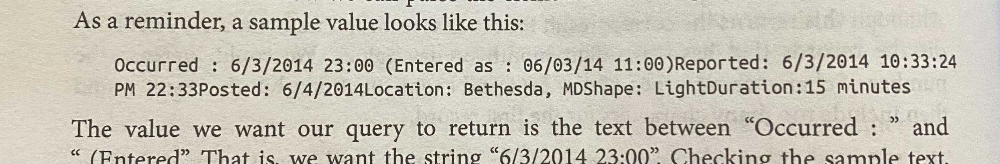 As a reminder, a sample value looks like this:
Occurred : 6/3/2014 23:00 (Entered as : 06/03/14 11:00)Reported: 6/3/2014 10:33:24
PM 22:33Posted: 6/4/2014Location: Bethesda, MDShape: LightDuration:15 minutes
The value we want our query to return is the text between “Occurred : ” and
“ (Entered” That is, we want the string “6/3/2014 23:00”. Checking the sample text,